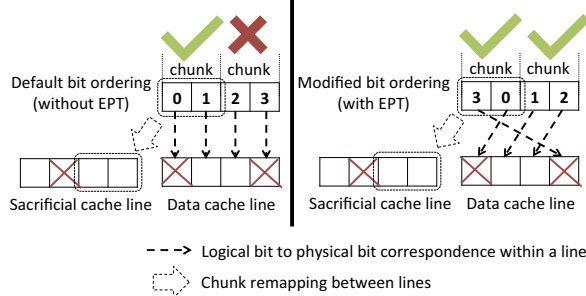 chunk chunk
Default bit ordering
(without EPT)
0 1 2 3
Sacrificial cache line
Data cache line
chunk chunk
Modified bit ordering
(with EPT)
3 0 1 2
Sacrificial cache line
Data cache line
Logical bit to physical bit correspondence within a line
Chunk remapping between lines